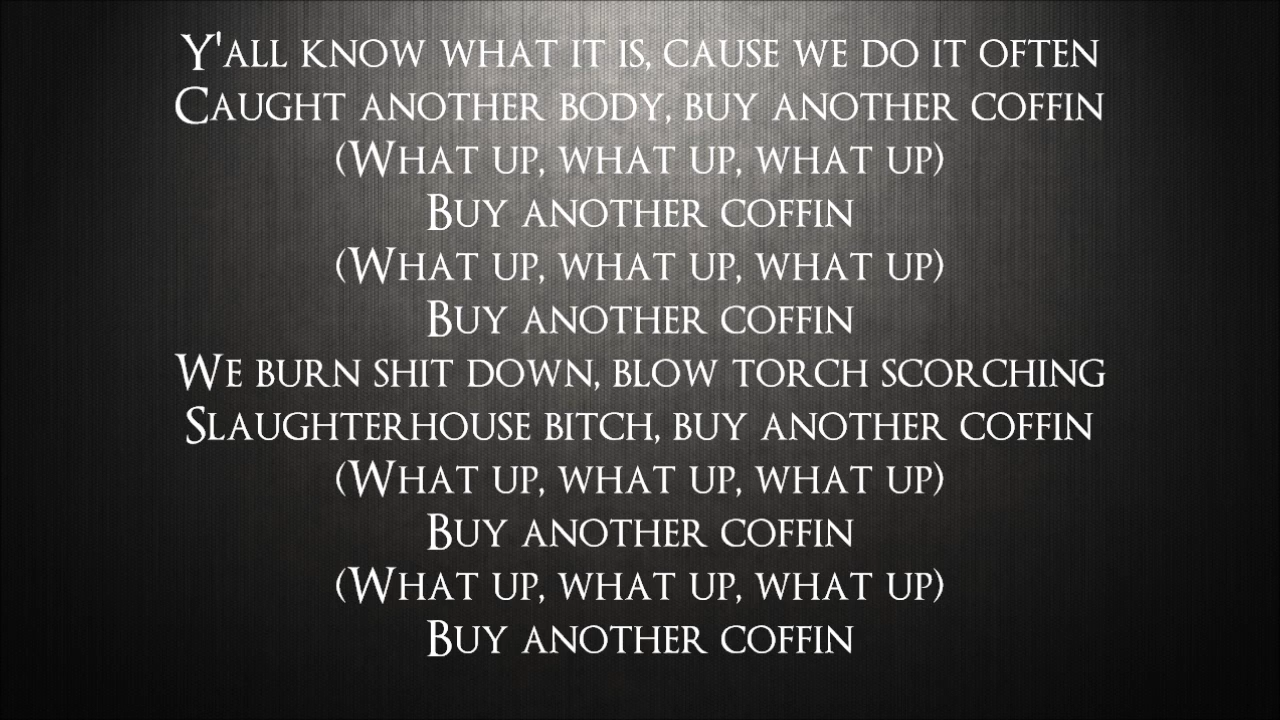 Y'all know what it is, cause we do it often
Caught another body, buy another coffin
(What up, what up, what up)
Buy another coffin
(What up, what up, what up)
Buy another coffin
We burn shit down, blow torch scorching
Slaughterhouse bitch, buy another coffin
(What up, what up, what up)
Buy another coffin
(What up, what up, what up)
Buy another coffin